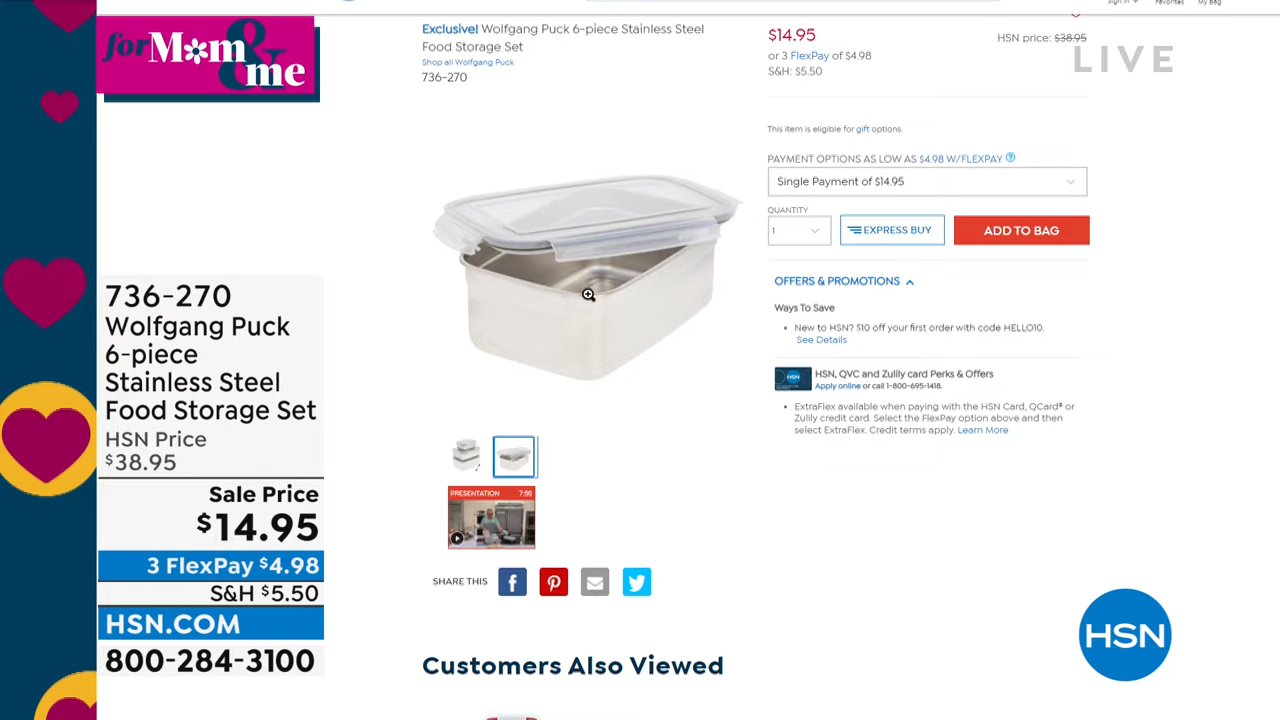 Sign In
Favorites
My Bag
for Mom & me
Exclusive! Wolfgang Puck 6-piece Stainless Steel
Food Storage Set
Shop all Wolfgang Puck
736-270
$14.95
HSN price: $38.95
or 3 FlexPay of $4.98
S&H: $5.50
LIVE
This item is eligible for gift options.
PAYMENT OPTIONS AS LOW AS $4.98 W/FLEXPAY ?
Single Payment of $14.95
QUANTITY
1
EXPRESS BUY
ADD TO BAG
OFFERS & PROMOTIONS
Ways To Save
• New to HSN? $10 off your first order with code HELLO10.
See Details
HSN
HSN, QVC and Zulily card Perks & Offers
Apply online or call 1-800-695-1418.
• ExtraFlex available when paying with the HSN Card, QCard® or
Zulily credit card. Select the FlexPay option above and then
select ExtraFlex. Credit terms apply. Learn More
736-270
Wolfgang Puck
6-piece
Stainless Steel
Food Storage Set
HSN Price
$38.95
Sale Price
$14.95
3 FlexPay $4.98
S&H $5.50
HSN.COM
800-284-3100
PRESENTATION 7:56
SHARE THIS
HSN
Customers Also Viewed